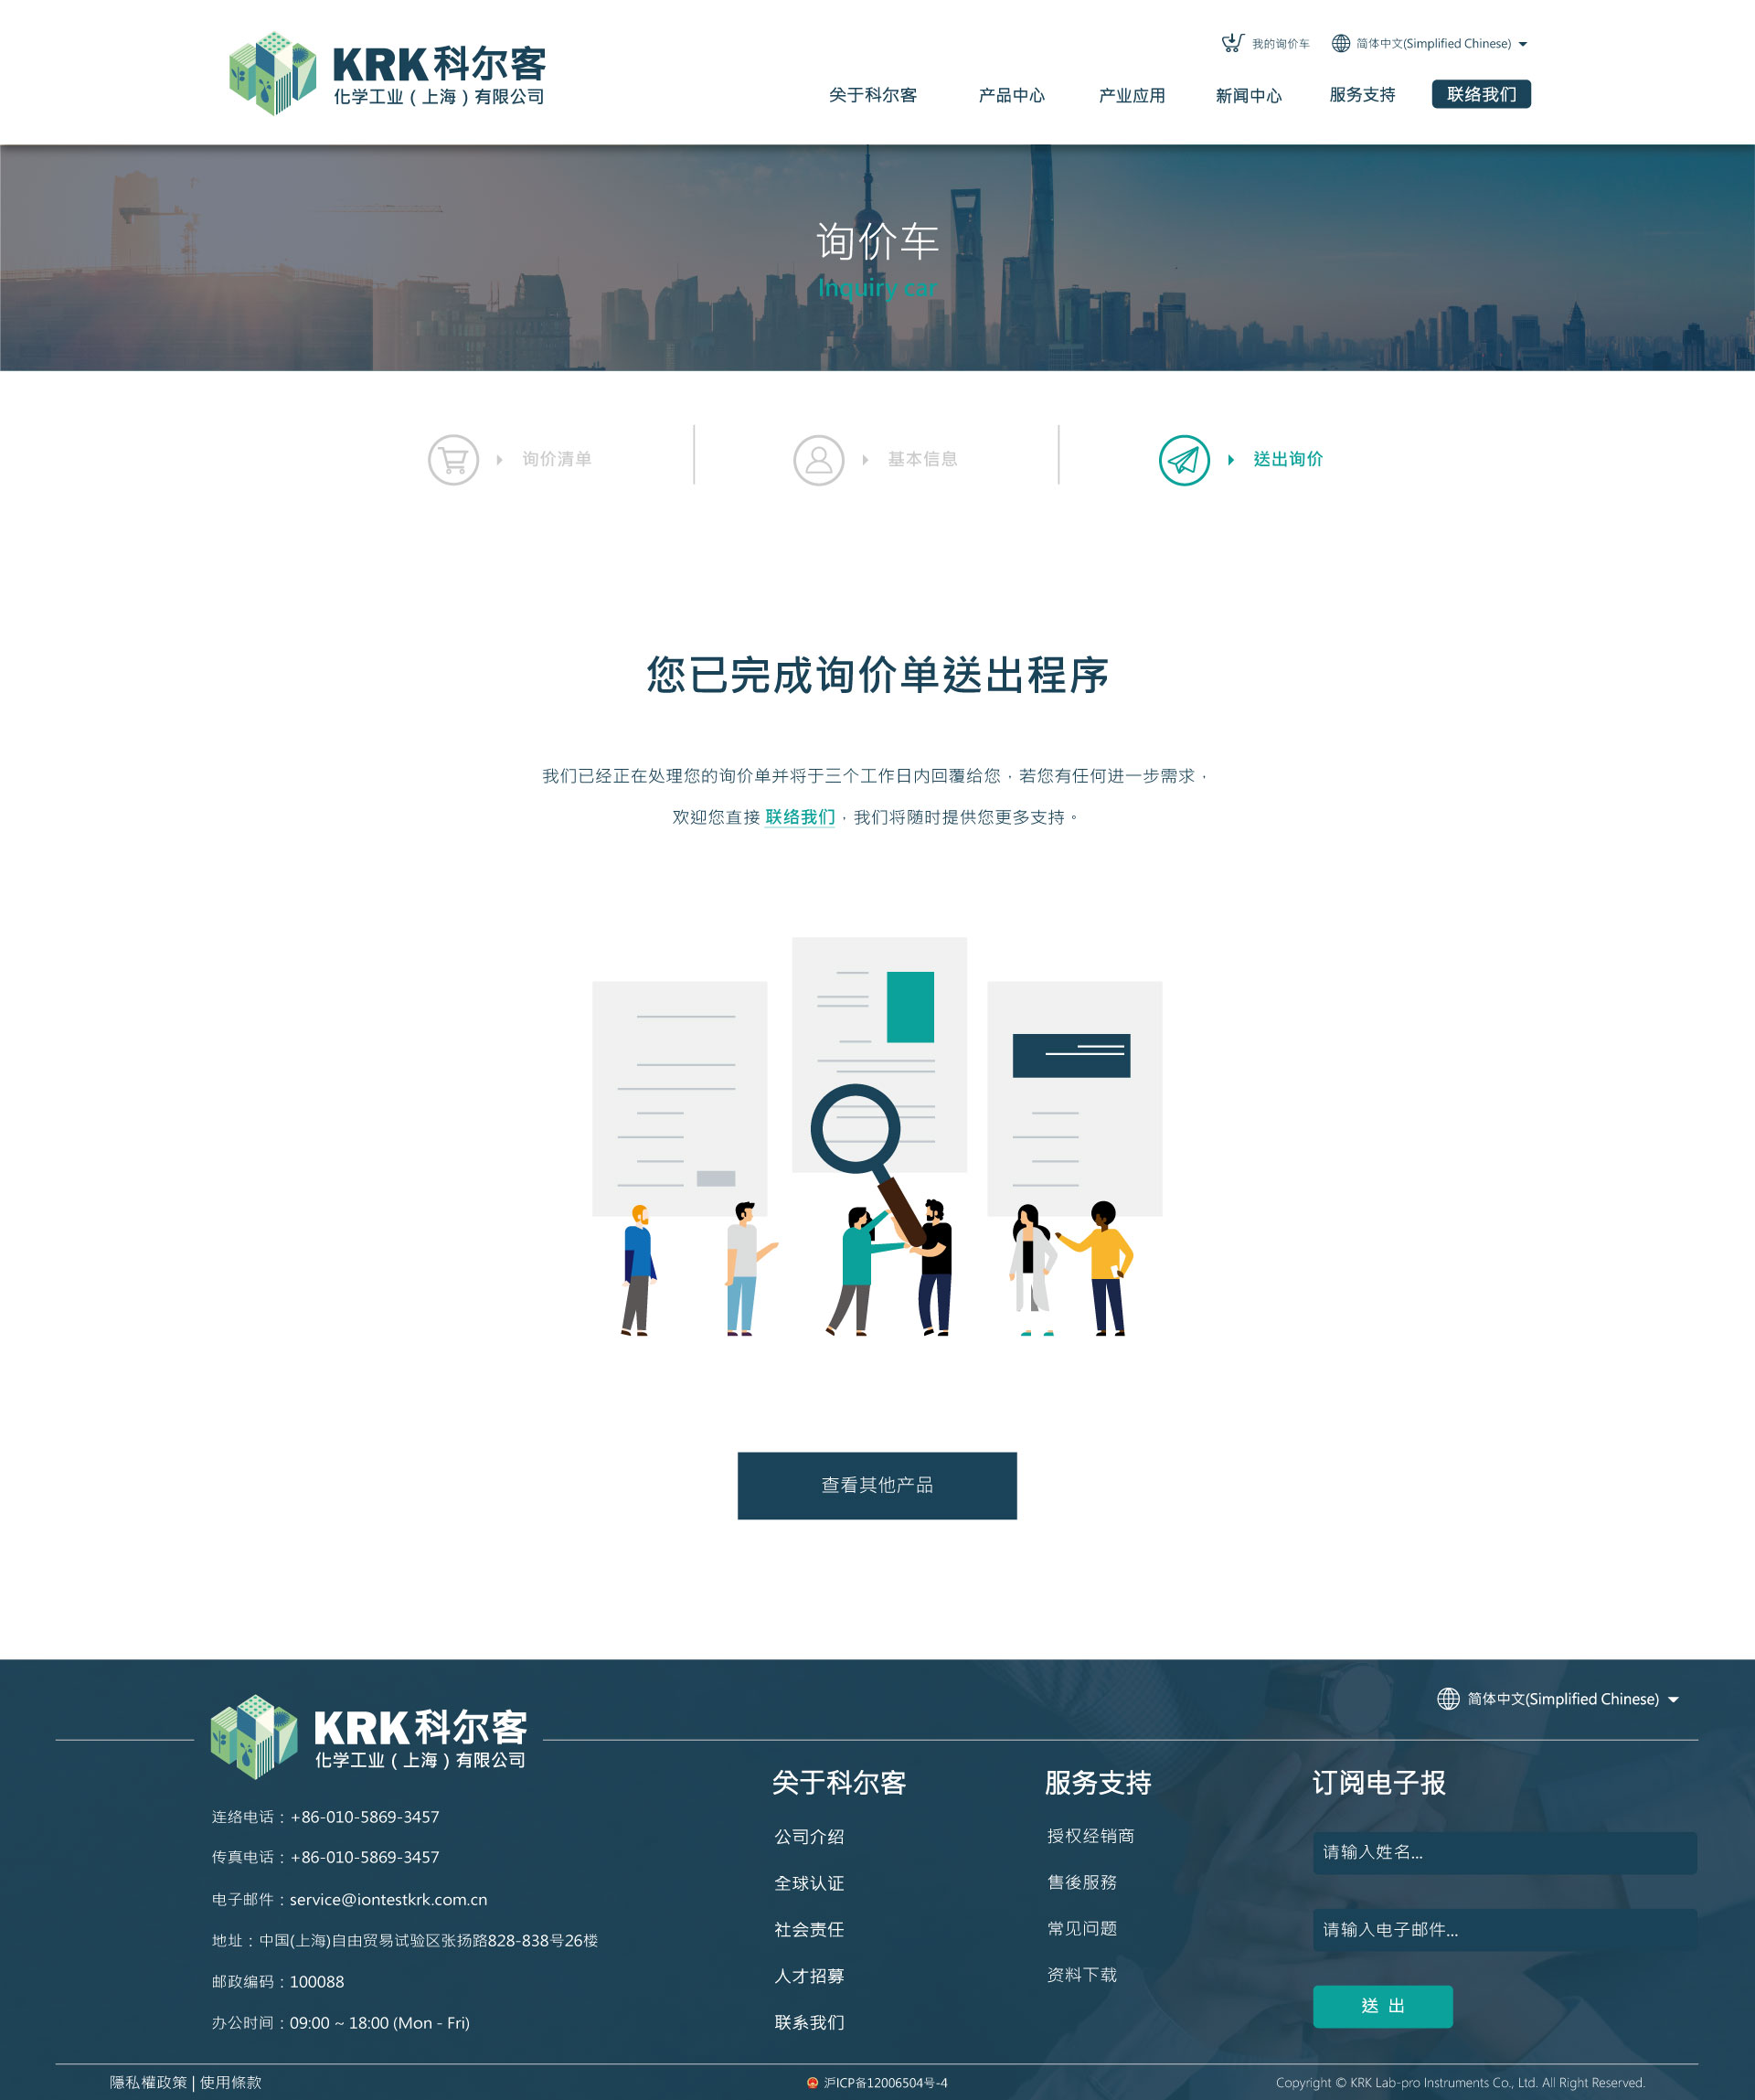 KRK科尔客
化学工业（上海）有限公司
我的询价车
简体中文(Simplified Chinese)
关于科尔客
产品中心
产业应用
新闻中心
服务支持
联络我们
询价车
Inquiry car
询价清单
基本信息
送出询价
您已完成询价单送出程序
我们已经正在处理您的询价单并将于三个工作日内回覆给您，若您有任何进一步需求，
欢迎您直接 联络我们，我们将随时提供您更多支持。
查看其他产品
简体中文(Simplified Chinese)
KRK科尔客
化学工业（上海）有限公司
连络电话：+86-010-5869-3457
传真电话：+86-010-5869-3457
电子邮件：service@iontestkrk.com.cn
地址：中国(上海)自由贸易试验区张扬路828-838号26楼
邮政编码：100088
办公时间：09:00 ~ 18:00 (Mon - Fri)
关于科尔客
公司介绍
全球认证
社会责任
人才招募
联系我们
服务支持
授权经销商
售後服務
常见问题
资料下载
订阅电子报
请输入姓名...
请输入电子邮件...
送 出
隱私權政策 | 使用條款
沪ICP备12006504号-4
Copyright © KRK Lab-pro Instruments Co., Ltd. All Right Reserved.